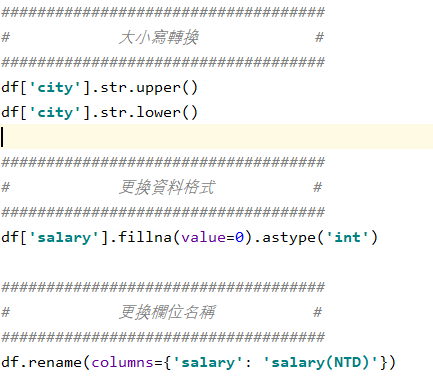 ####################################
#            大小寫轉換             #
####################################
df['city'].str.upper()
df['city'].str.lower()
####################################
#            更換資料格式            #
####################################
df['salary'].fillna(value=0).astype('int')
####################################
#            更換欄位名稱            #
####################################
df.rename(columns={'salary': 'salary(NTD)'})